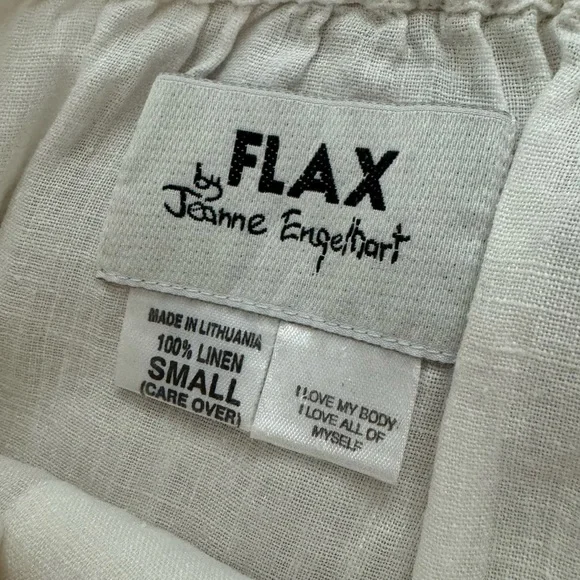 FLAX
by
Jeanne Engelhart
MADE IN LITHUANIA
100% LINEN
SMALL
(CARE OVER)
I LOVE MY BODY
I LOVE ALL OF
MYSELF